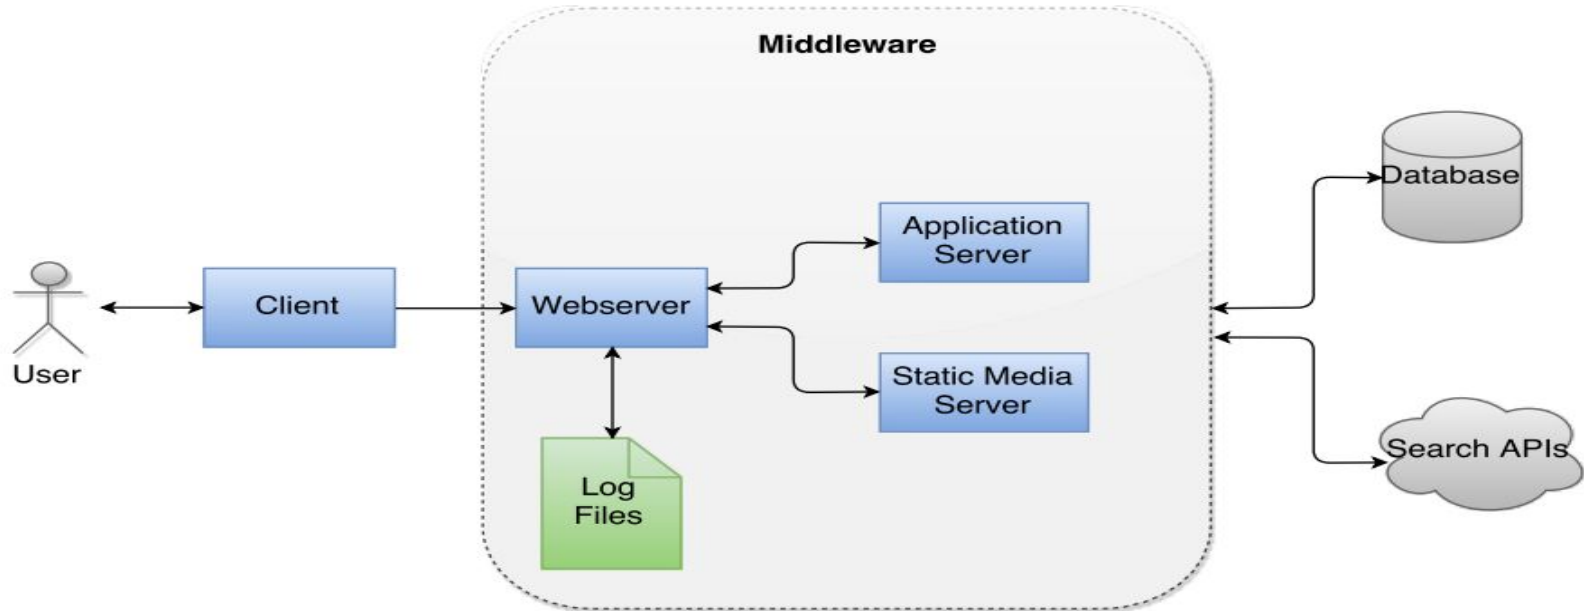 Middleware
Database
Application
Server
Client
Webserver
User
Static Media
Server
Search APIs
Log
Files